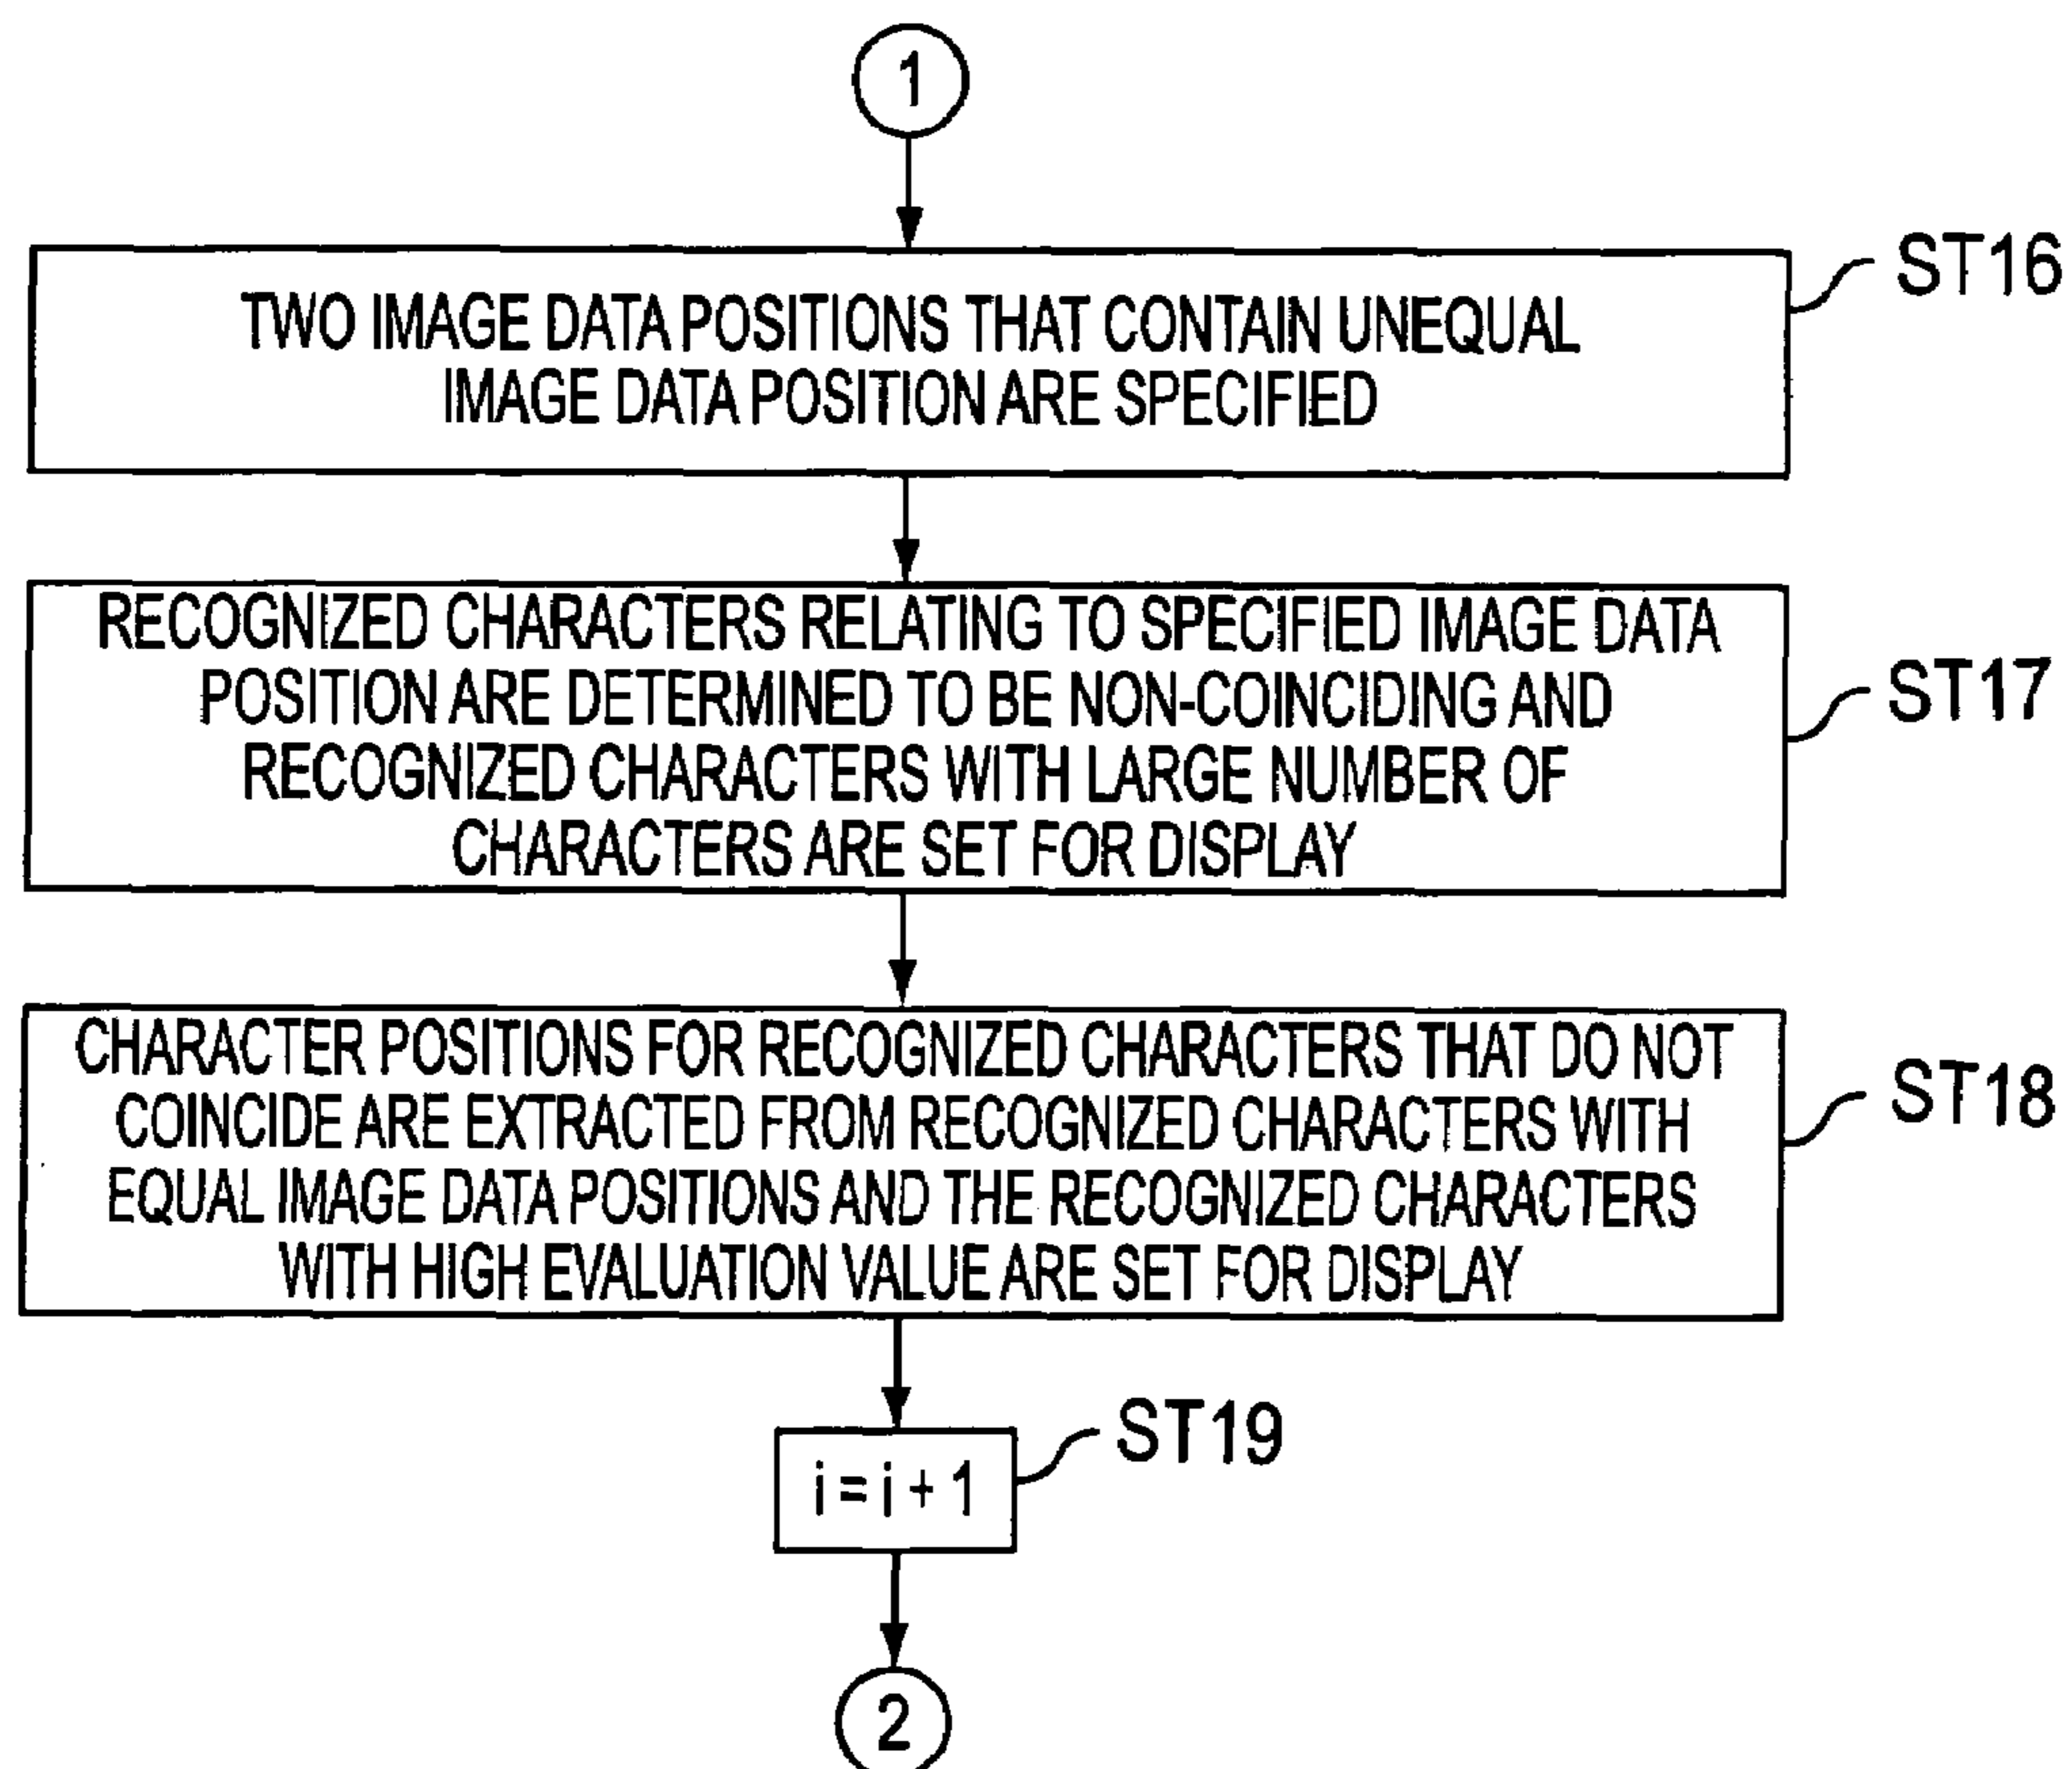 1
TWO IMAGE DATA POSITIONS THAT CONTAIN UNEQUAL
IMAGE DATA POSITION ARE SPECIFIED
ST16
RECOGNIZED CHARACTERS RELATING TO SPECIFIED IMAGE DATA
POSITION ARE DETERMINED TO BE NON-COINCIDING AND
RECOGNIZED CHARACTERS WITH LARGE NUMBER OF
CHARACTERS ARE SET FOR DISPLAY
ST17
CHARACTER POSITIONS FOR RECOGNIZED CHARACTERS THAT DO NOT
COINCIDE ARE EXTRACTED FROM RECOGNIZED CHARACTERS WITH
EQUAL IMAGE DATA POSITIONS AND THE RECOGNIZED CHARACTERS
WITH HIGH EVALUATION VALUE ARE SET FOR DISPLAY
ST18
i = i + 1
ST19
2